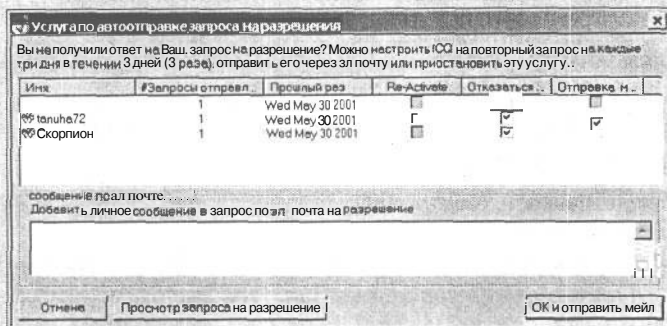 Услуга по автоотправке запроса на разрешения
Вы не получили ответ на Ваш. запрос на разрешение? Можно настроить ICQ на повторный запрос на каждые
три дня в течении 3 дней (3 раза). отправить его через эл почту или приостановить эту услугу..
Имя #Запросы отправл.. Прошлый раз Re-Activate Отказаться.. Отправка м..
1 Wed May 30 2001
tanuha72 1 Wed May 30 2001
Скорпион 1 Wed May 30 2001
сообщение по ал почте......
Добавить личное сообщение в запрос по эл почта на разрешение
Отмена Просмотр запроса на разрешение OK и отправить мейл